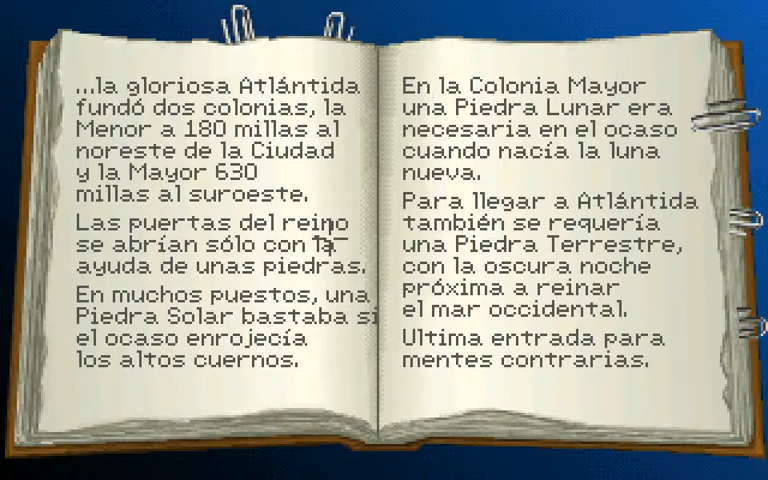 ...la gloriosa Atlántida
fundó dos colonias, la
Menor a 180 millas al
noreste de la Ciudad
y la Mayor 630
millas al suroeste.
Las puertas del reino
se abrían sólo con la
ayuda de unas piedras.
En muchos puestos, una
Piedra Solar bastaba si
el ocaso enrojecía
los altos cuernos.
En la Colonia Mayor
una Piedra Lunar era
necesaria en el ocaso
cuando nacía la luna
nueva.
Para llegar a Atlántida
también se requería
una Piedra Terrestre,
con la oscura noche
próxima a reinar
el mar occidental.
Ultima entrada para
mentes contrarias.